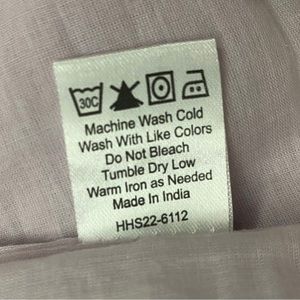 30C
Machine Wash Cold
Wash With Like Colors
Do Not Bleach
Tumble Dry Low
Warm Iron as Needed
Made In India
HHS22-6112